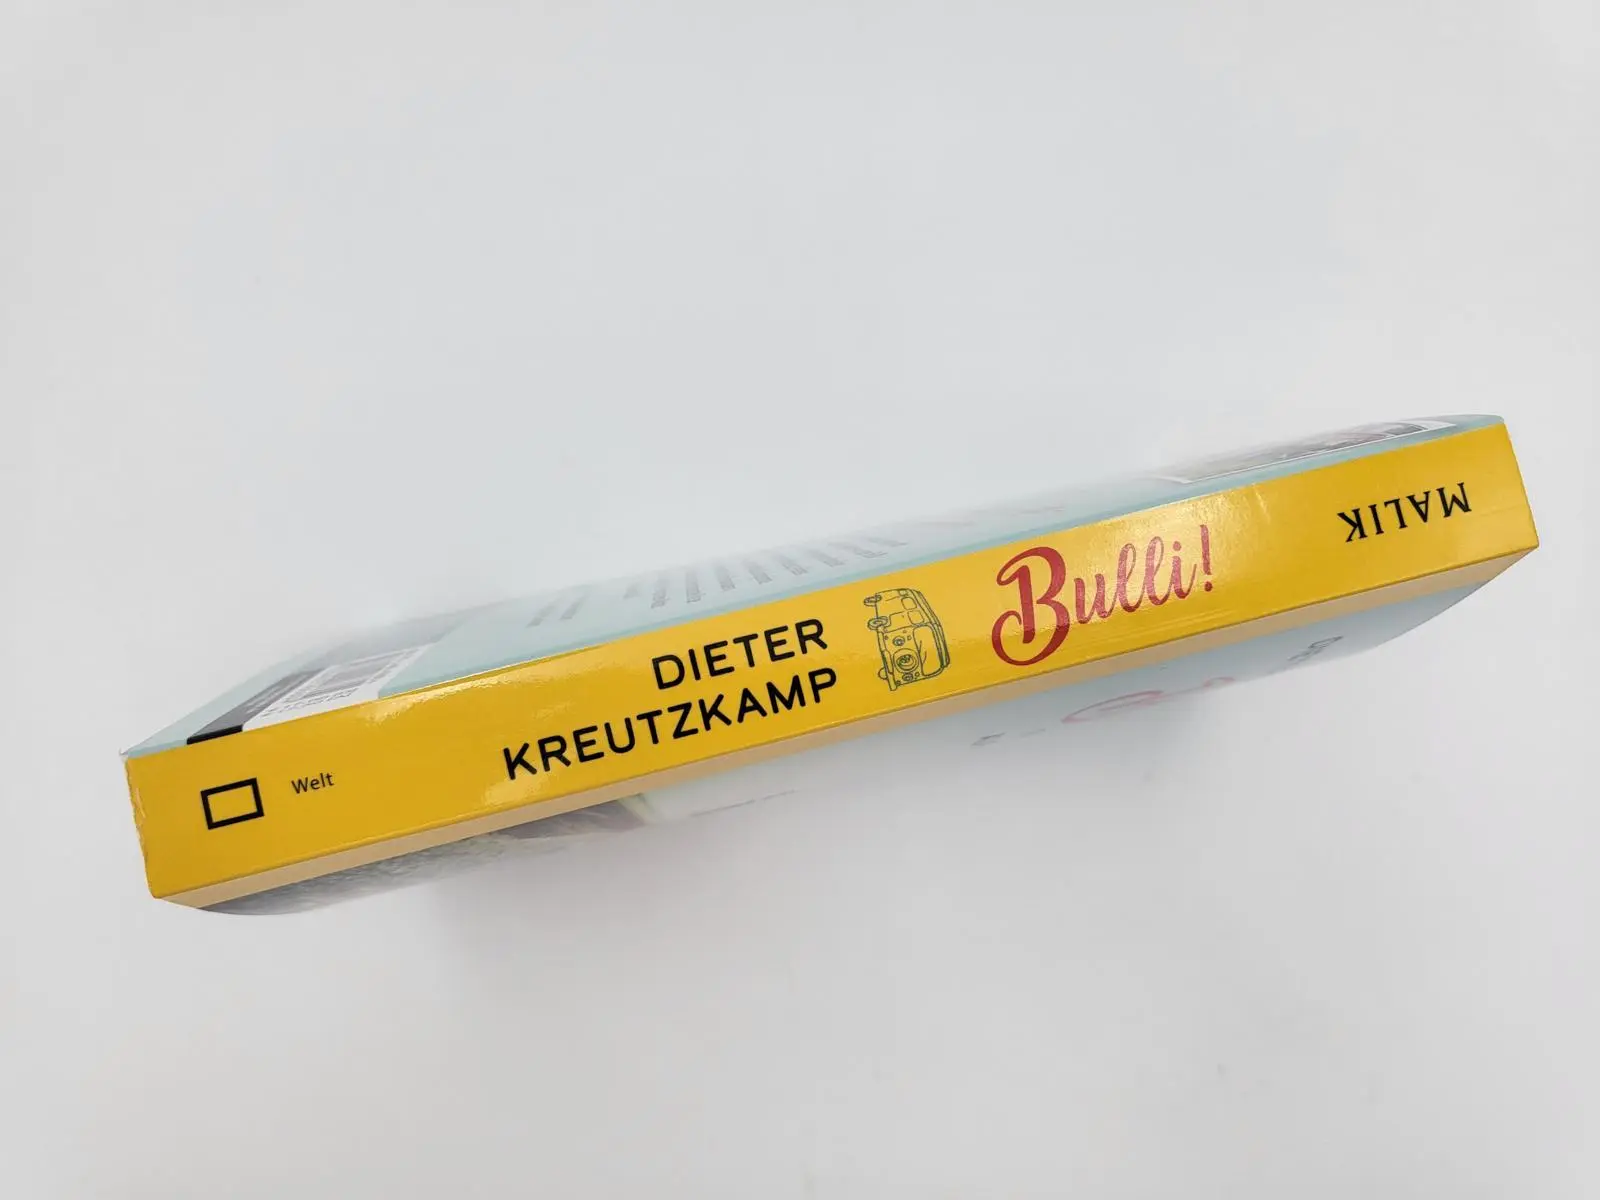 Welt
DIETER
KREUTZKAMP
Bulli!
MALIK